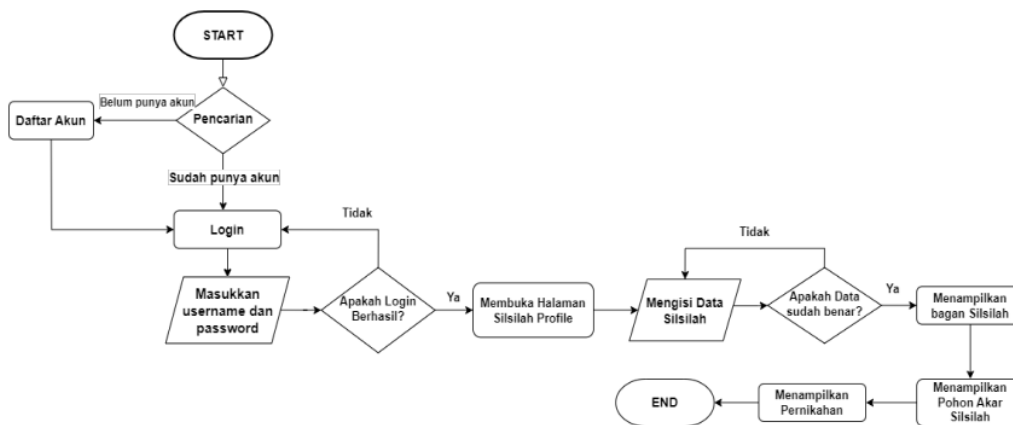 START
Belum punya akun
Daftar Akun
Pencarian
Sudah punya akun
Login
Tidak
Masukkan
username dan
password
Apakah Login
Berhasil?
Ya
Membuka Halaman
Silsilah Profile
Tidak
Mengisi Data
Silsilah
Apakah Data
sudah benar?
Ya
Menampilkan
bagan Silsilah
Menampilkan
Pohon Akar
Silsilah
Menampilkan
Pernikahan
END